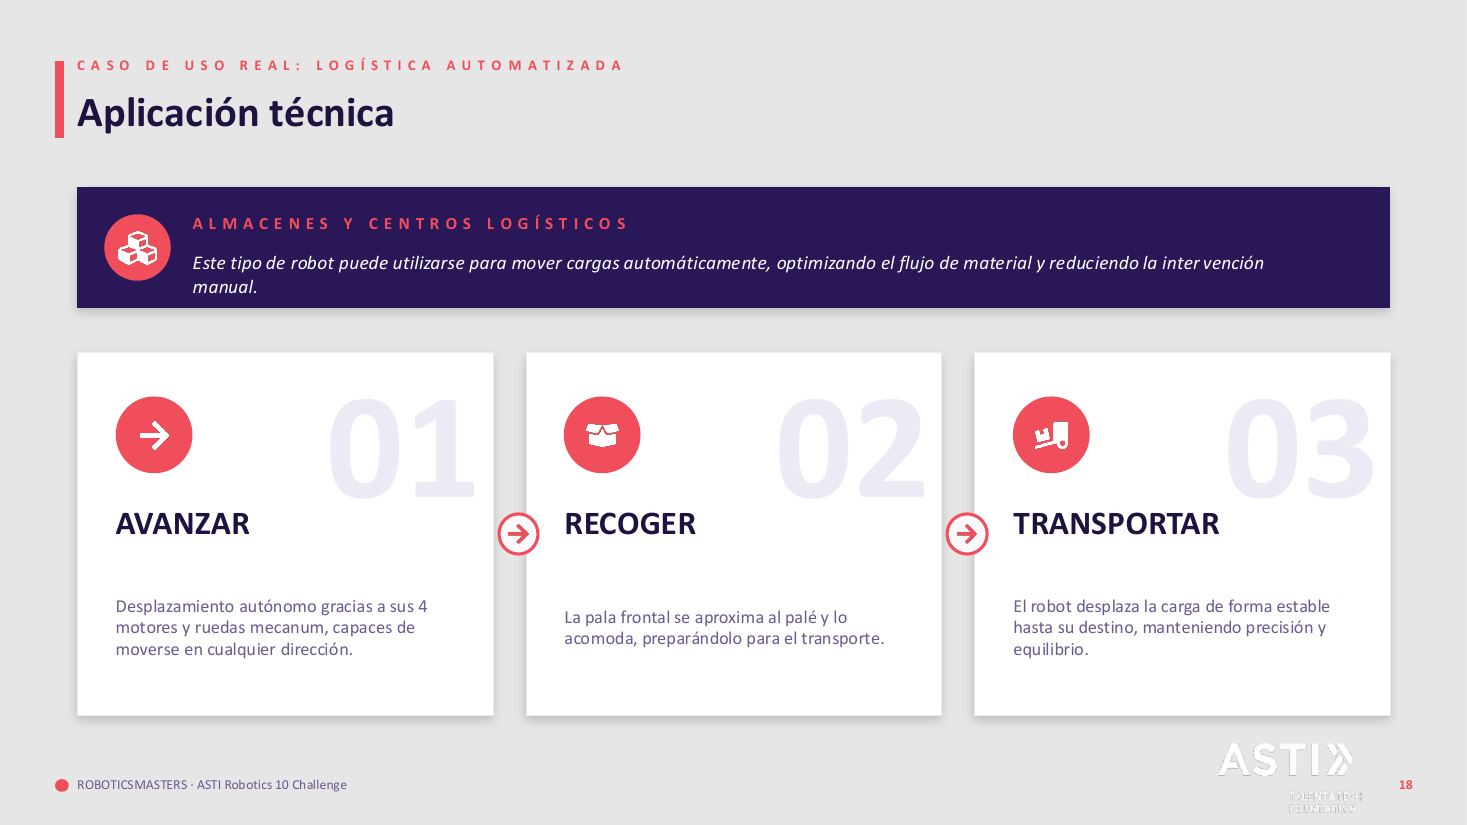 CASO DE USO REAL: LOGÍSTICA AUTOMATIZADA
Aplicación técnica
ALMACENES Y CENTROS LOGÍSTICOS
Este tipo de robot puede utilizarse para mover cargas automáticamente, optimizando el flujo de material y reduciendo la inter vención
manual.
01
AVANZAR
Desplazamiento autónomo gracias a sus 4
motores y ruedas mecanum, capaces de
moverse en cualquier dirección.
02
RECOGER
La pala frontal se aproxima al palé y lo
acomoda, preparándolo para el transporte.
03
TRANSPORTAR
El robot desplaza la carga de forma estable
hasta su destino, manteniendo precisión y
equilibrio.
ROBOTICSMASTERS · ASTI Robotics 10 Challenge
ASTI
TALENT&TECH
FOUNDATION
18